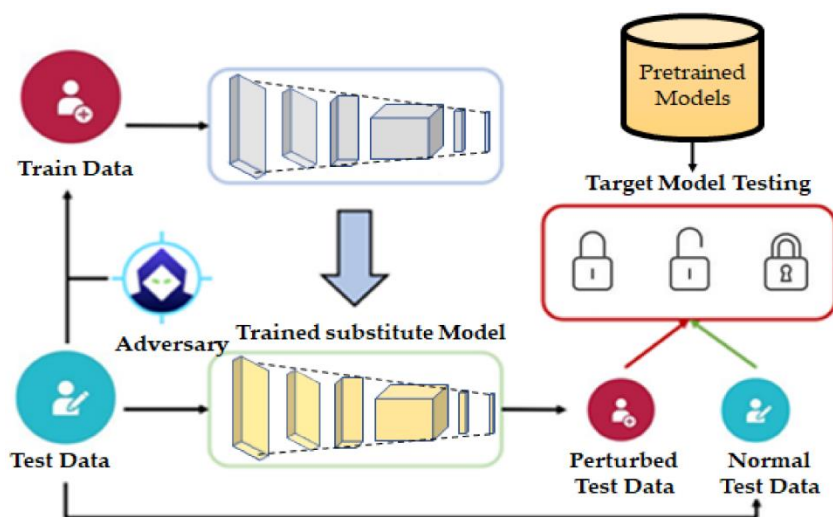 Pretrained
Models
Train Data
Target Model Testing
Adversary
Trained substitute Model
Test Data
Perturbed
Test Data
Normal
Test Data